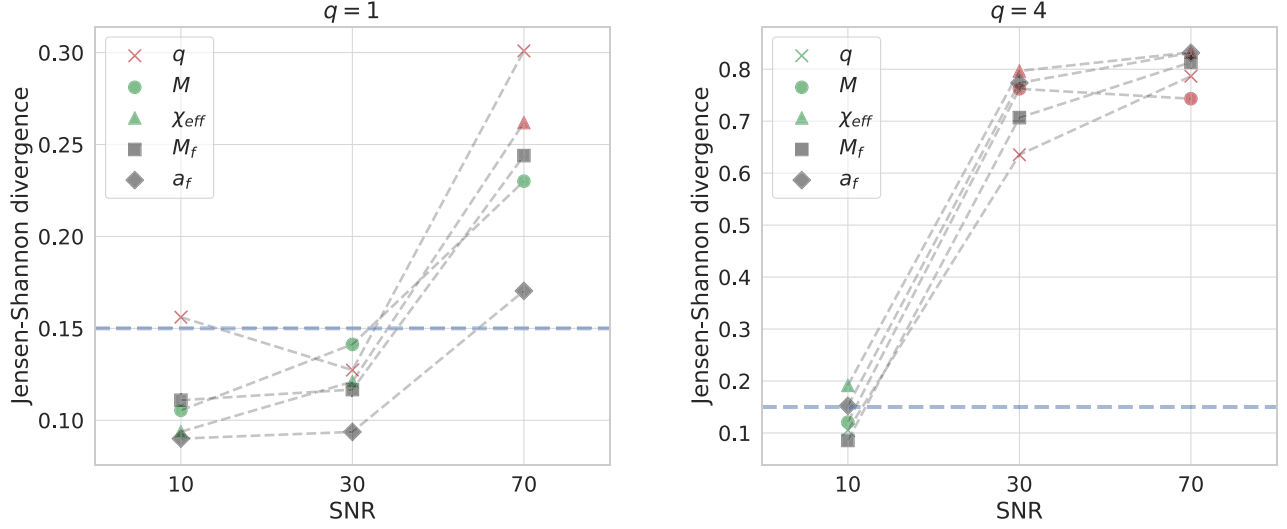 q = 1
Jensen-Shannon divergence
0.30
0.25
0.20
0.15
0.10
q
M
χeff
Mf
af
10 30 70
SNR
q = 4
Jensen-Shannon divergence
0.8
0.7
0.6
0.5
0.4
0.3
0.2
0.1
q
M
χeff
Mf
af
10 30 70
SNR